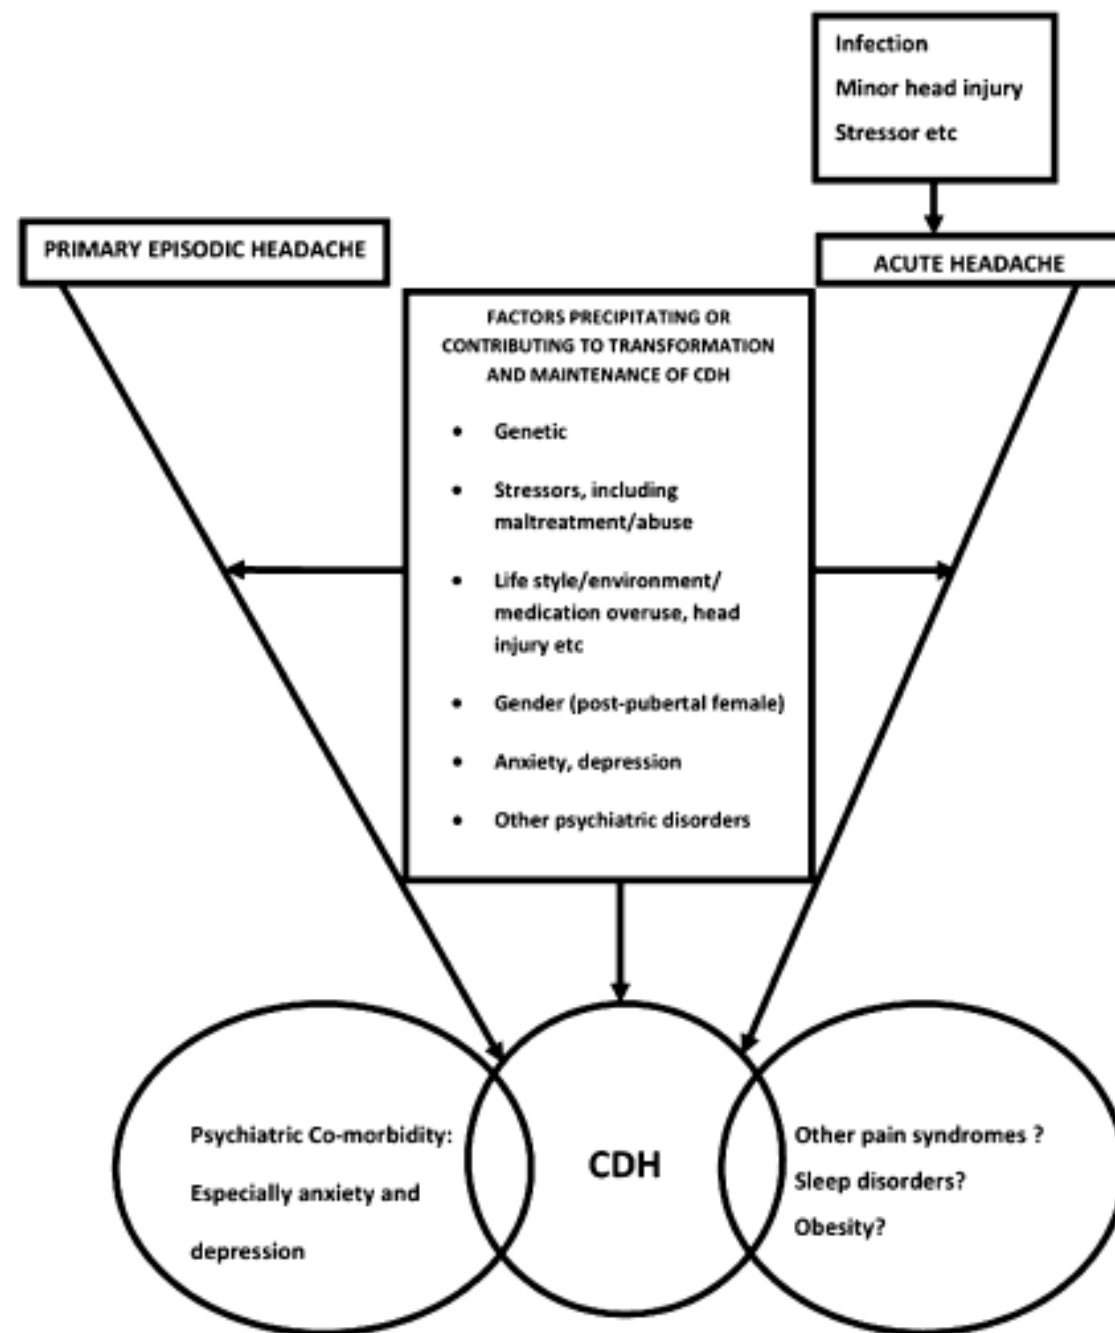 Infection
Minor head injury
Stressor etc
PRIMARY EPISODIC HEADACHE
ACUTE HEADACHE
FACTORS PRECIPITATING OR
CONTRIBUTING TO TRANSFORMATION
AND MAINTENANCE OF CDH
• Genetic
• Stressors, including
maltreatment/abuse
• Life style/environment/
medication overuse, head
injury etc
• Gender (post-pubertal female)
• Anxiety, depression
• Other psychiatric disorders
Psychiatric Co-morbidity:
Especially anxiety and
depression
CDH
Other pain syndromes ?
Sleep disorders?
Obesity?